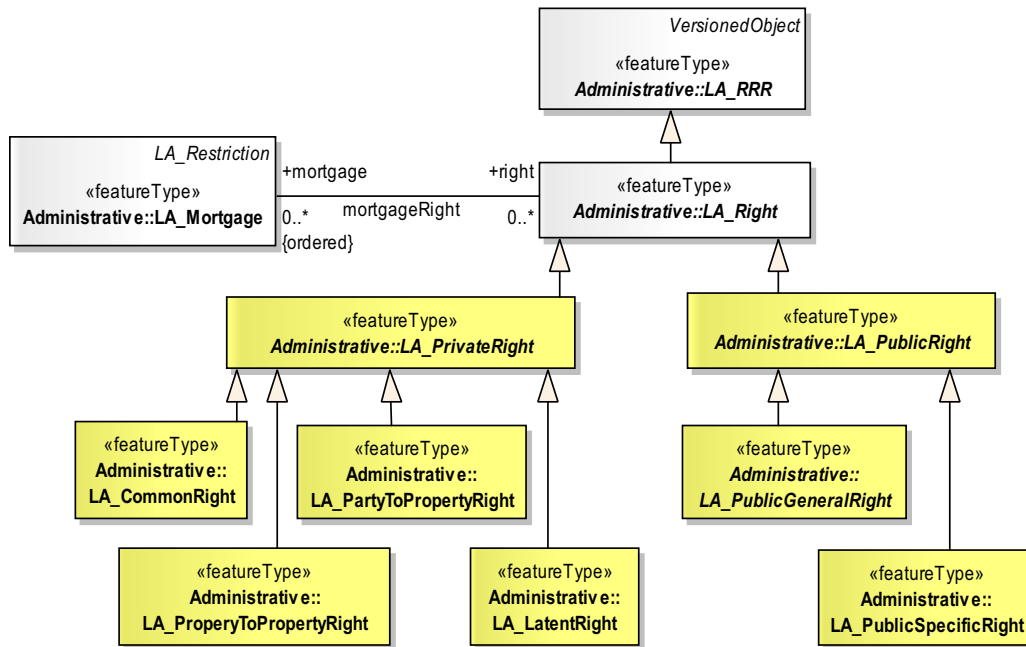 VersionedObject
«featureType»
Administrative::LA_RRR
LA_Restriction
«featureType»
Administrative::LA_Mortgage
+mortgage
0..*
{ordered}
mortgageRight
+right
0..*
«featureType»
Administrative::LA_Right
«featureType»
Administrative::LA_PrivateRight
«featureType»
Administrative::LA_PublicRight
«featureType»
Administrative::
LA_CommonRight
«featureType»
Administrative::
LA_PartyToPropertyRight
«featureType»
Administrative::
LA_PublicGeneralRight
«featureType»
Administrative::
LA_ProperyToPropertyRight
«featureType»
Administrative::
LA_LatentRight
«featureType»
Administrative::
LA_PublicSpecificRight